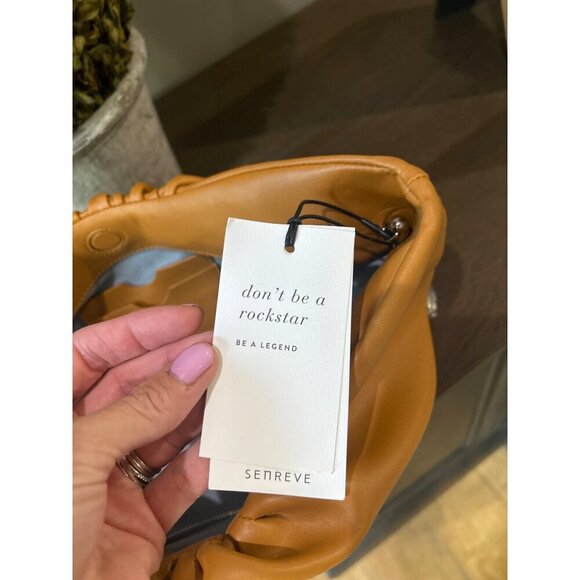 don't be a
rockstar
BE A LEGEND
SENREVE